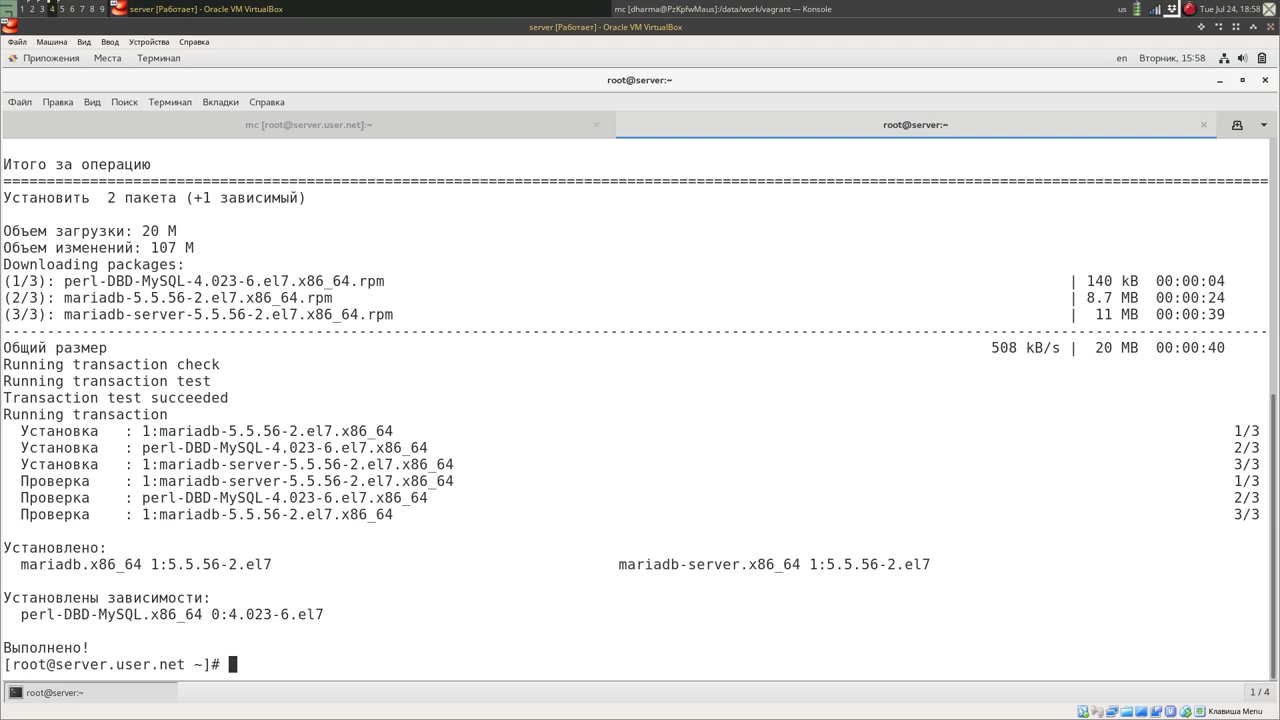 1 2 3 4 5 6 7 8 9 server [Работает] - Oracle VM VirtualBox mc [dharma@PzKpfwMaus]:/data/work/vagrant — Konsole us Tue Jul 24, 18:58
server [Работает] - Oracle VM VirtualBox
Файл Машина Вид Ввод Устройства Справка
Приложения Места Терминал en Вторник, 15:58
root@server:~
Файл Правка Вид Поиск Терминал Вкладки Справка
mc [root@server.user.net]:~ × root@server:~ ×
Итого за операцию
================================================================================================================================================
Установить  2 пакета (+1 зависимый)
Объем загрузки: 20 M
Объем изменений: 107 M
Downloading packages:
(1/3): perl-DBD-MySQL-4.023-6.el7.x86_64.rpm | 140 kB 00:00:04
(2/3): mariadb-5.5.56-2.el7.x86_64.rpm | 8.7 MB 00:00:24
(3/3): mariadb-server-5.5.56-2.el7.x86_64.rpm | 11 MB 00:00:39
------------------------------------------------------------------------------------------------------------------------------------------------
Общий размер 508 kB/s | 20 MB 00:00:40
Running transaction check
Running transaction test
Transaction test succeeded
Running transaction
Установка : 1:mariadb-5.5.56-2.el7.x86_64 1/3
Установка : perl-DBD-MySQL-4.023-6.el7.x86_64 2/3
Установка : 1:mariadb-server-5.5.56-2.el7.x86_64 3/3
Проверка : 1:mariadb-server-5.5.56-2.el7.x86_64 1/3
Проверка : perl-DBD-MySQL-4.023-6.el7.x86_64 2/3
Проверка : 1:mariadb-5.5.56-2.el7.x86_64 3/3
Установлено:
mariadb.x86_64 1:5.5.56-2.el7 mariadb-server.x86_64 1:5.5.56-2.el7
Установлены зависимости:
perl-DBD-MySQL.x86_64 0:4.023-6.el7
Выполнено!
[root@server.user.net ~]#
root@server:~ 1 / 4
Клавиша Menu